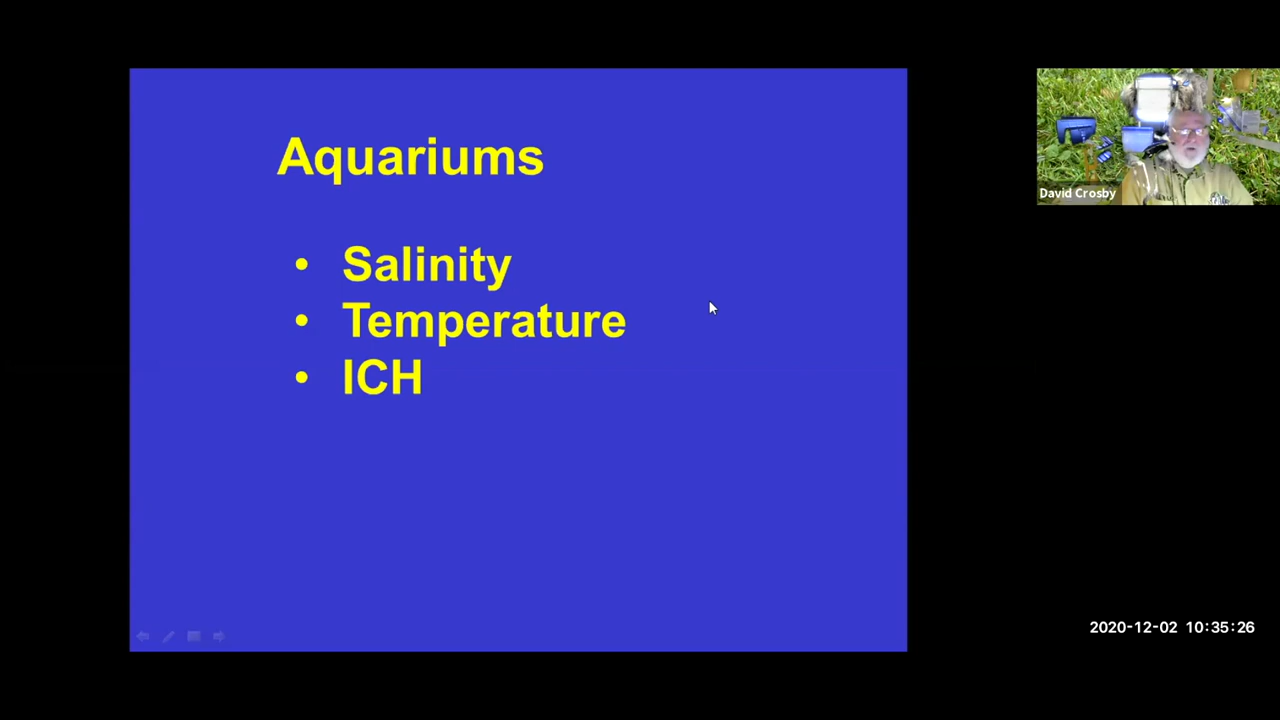 Aquariums
• Salinity
• Temperature
• ICH
David Crosby
2020-12-02 10:35:26